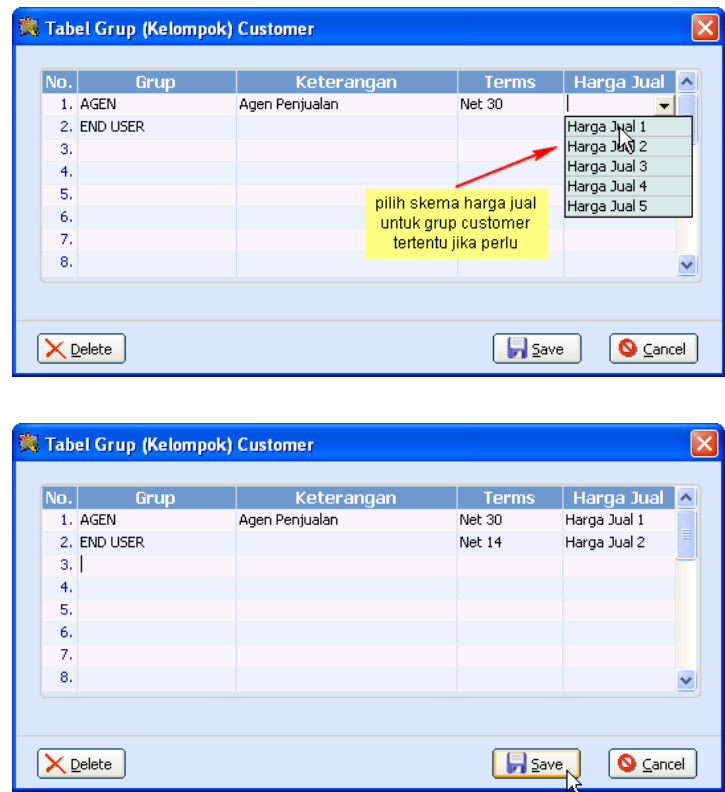 Tabel Grup (Kelompok) Customer
No. Grup Keterangan Terms Harga Jual
1. AGEN Agen Penjualan Net 30
2. END USER Harga Jual 1
3. Harga Jual 2
4. Harga Jual 3
5. Harga Jual 4
6. Harga Jual 5
7.
8.
pilih skema harga jual
untuk grup customer
tertentu jika perlu
Delete Save Cancel
Tabel Grup (Kelompok) Customer
No. Grup Keterangan Terms Harga Jual
1. AGEN Agen Penjualan Net 30 Harga Jual 1
2. END USER Net 14 Harga Jual 2
3.
4.
5.
6.
7.
8.
Delete Save Cancel